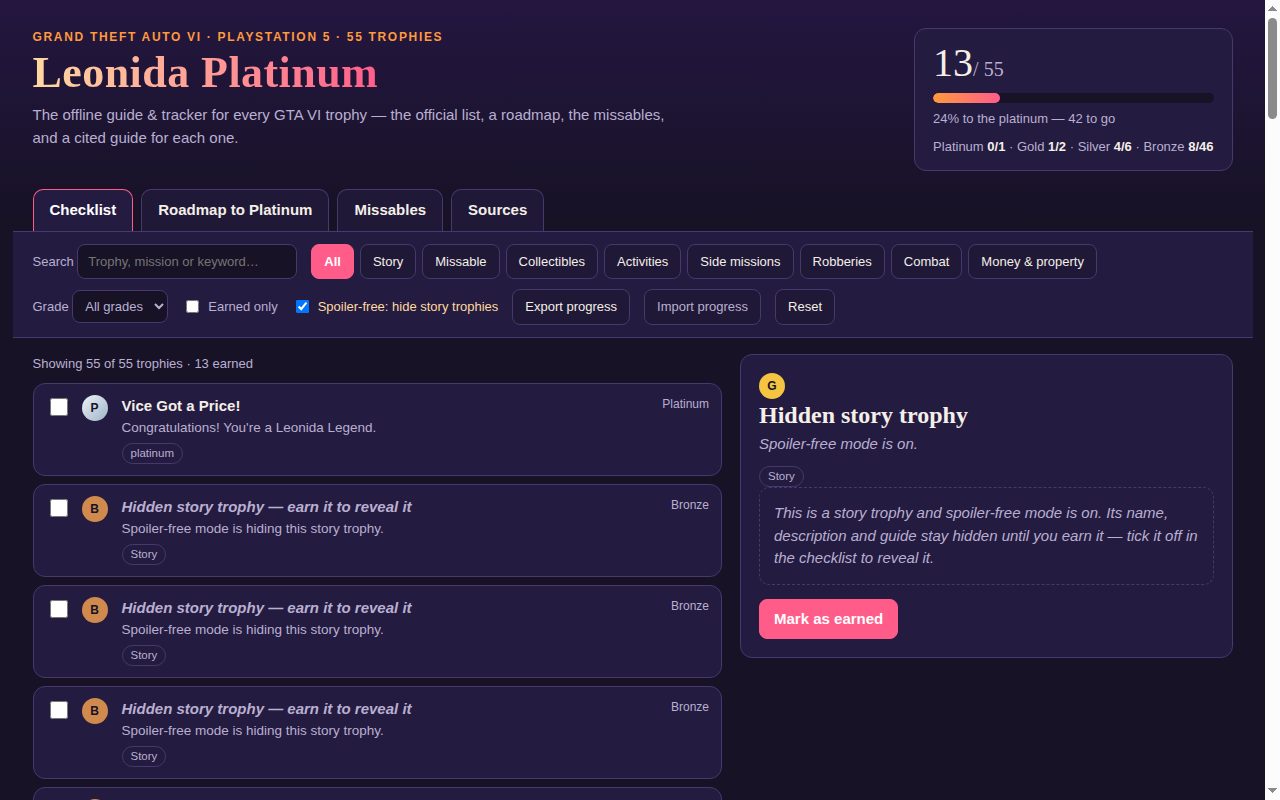 GRAND THEFT AUTO VI · PLAYSTATION 5 · 55 TROPHIES
Leonida Platinum
The offline guide & tracker for every GTA VI trophy — the official list, a roadmap, the missables,
and a cited guide for each one.
13/ 55
24% to the platinum — 42 to go
Platinum 0/1 · Gold 1/2 · Silver 4/6 · Bronze 8/46
Checklist
Roadmap to Platinum
Missables
Sources
Search Trophy, mission or keyword…
All
Story
Missable
Collectibles
Activities
Side missions
Robberies
Combat
Money & property
Grade All grades
Earned only
Spoiler-free: hide story trophies
Export progress
Import progress
Reset
Showing 55 of 55 trophies · 13 earned
P
Vice Got a Price!
Platinum
Congratulations! You're a Leonida Legend.
platinum
B
Hidden story trophy — earn it to reveal it
Bronze
Spoiler-free mode is hiding this story trophy.
Story
B
Hidden story trophy — earn it to reveal it
Bronze
Spoiler-free mode is hiding this story trophy.
Story
B
Hidden story trophy — earn it to reveal it
Bronze
Spoiler-free mode is hiding this story trophy.
Story
G
Hidden story trophy
Spoiler-free mode is on.
Story
This is a story trophy and spoiler-free mode is on. Its name,
description and guide stay hidden until you earn it — tick it off in
the checklist to reveal it.
Mark as earned